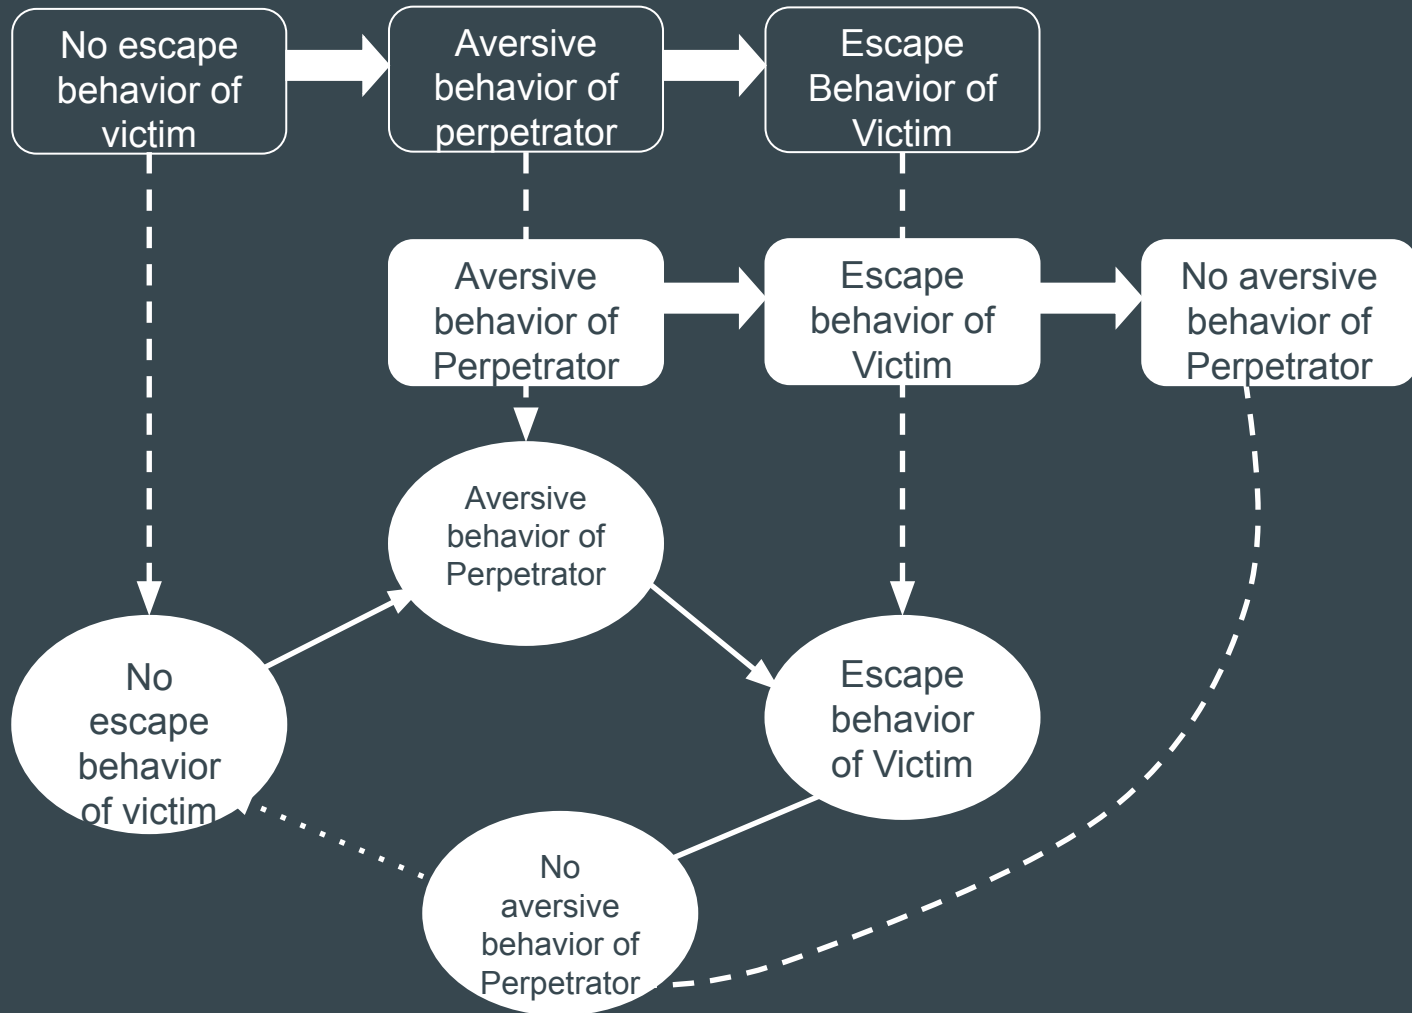 No escape
behavior of
victim
Aversive
behavior of
perpetrator
Escape
Behavior of
Victim
Aversive
behavior of
Perpetrator
Escape
behavior of
Victim
No aversive
behavior of
Perpetrator
Aversive
behavior of
Perpetrator
No
escape
behavior
of victim
Escape
behavior
of Victim
No
aversive
behavior of
Perpetrator